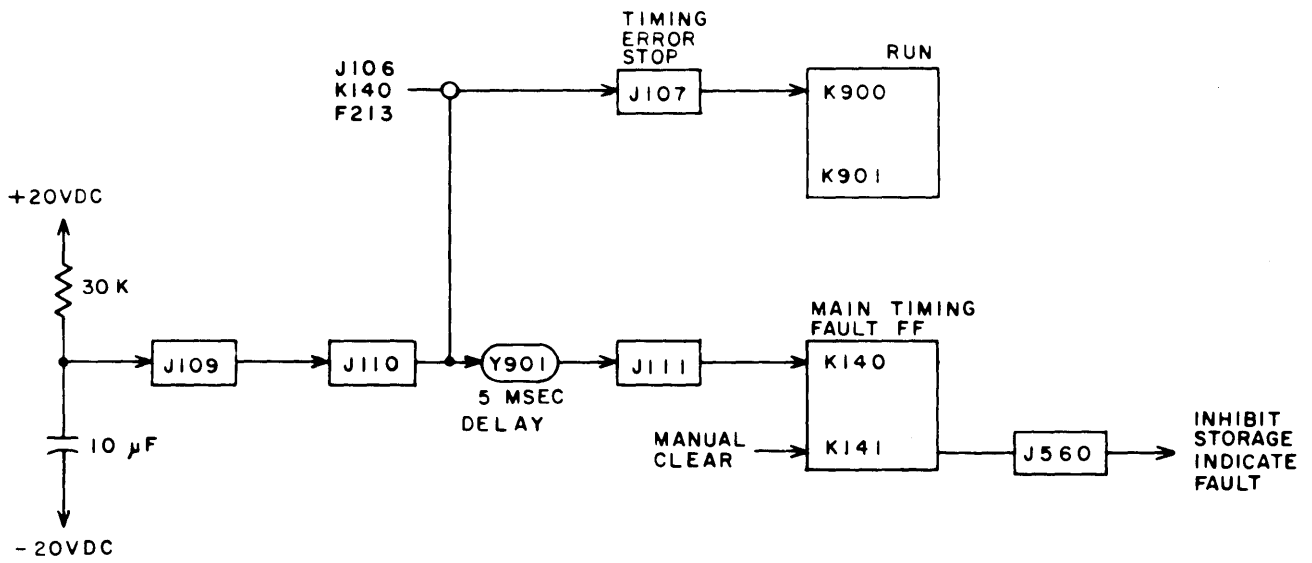 TIMING
ERROR
STOP
J106
K140
F213
J107
RUN
K900
K901
+20VDC
30 K
10 µF
-20VDC
J109
J110
Y901
5 MSEC
DELAY
J111
MAIN TIMING
FAULT FF
K140
K141
MANUAL
CLEAR
J560
INHIBIT
STORAGE
INDICATE
FAULT